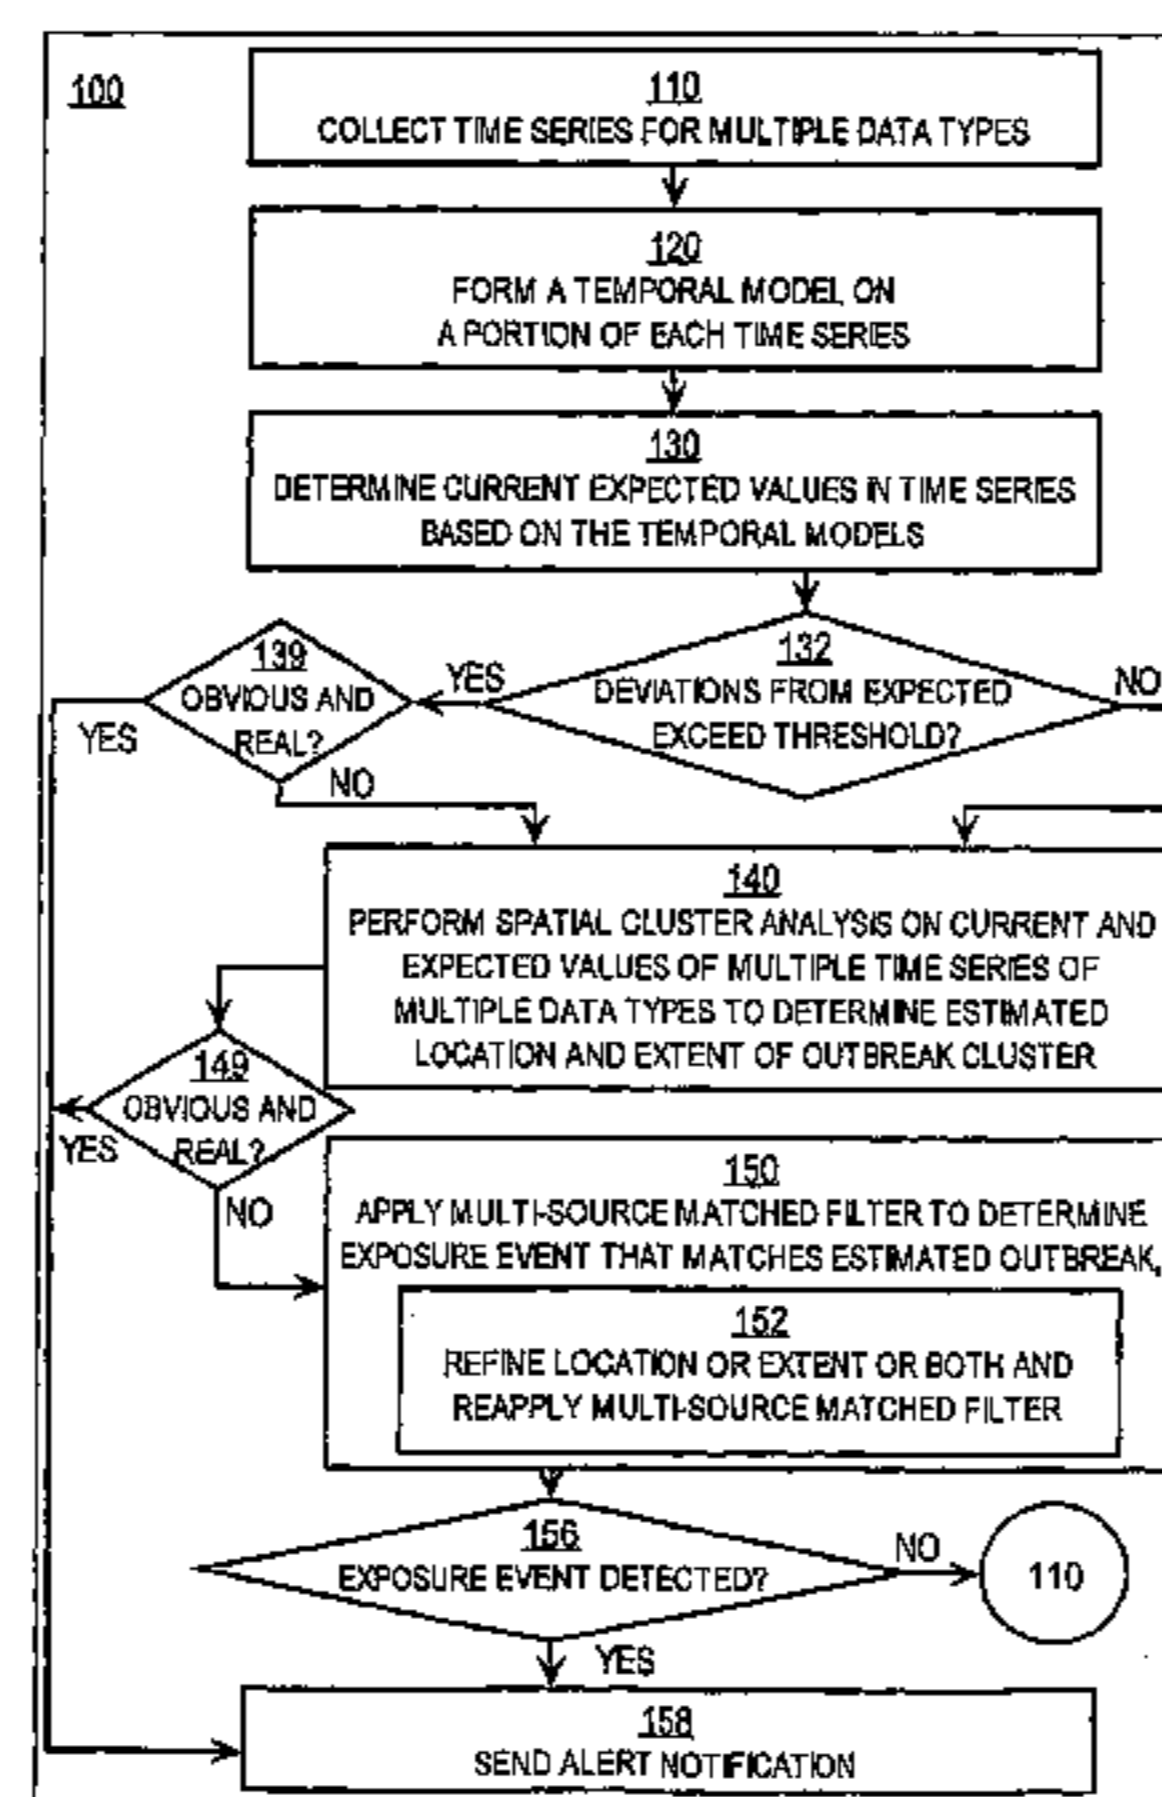 100
110
COLLECT TIME SERIES FOR MULTIPLE DATA TYPES
120
FORM A TEMPORAL MODEL ON
A PORTION OF EACH TIME SERIES
130
DETERMINE CURRENT EXPECTED VALUES IN TIME SERIES
BASED ON THE TEMPORAL MODELS
132
DEVIATIONS FROM EXPECTED
EXCEED THRESHOLD?
YES
NO
139
OBVIOUS AND
REAL?
YES
NO
140
PERFORM SPATIAL CLUSTER ANALYSIS ON CURRENT AND
EXPECTED VALUES OF MULTIPLE TIME SERIES OF
MULTIPLE DATA TYPES TO DETERMINE ESTIMATED
LOCATION AND EXTENT OF OUTBREAK CLUSTER
149
OBVIOUS AND
REAL?
YES
NO
150
APPLY MULTI-SOURCE MATCHED FILTER TO DETERMINE
EXPOSURE EVENT THAT MATCHES ESTIMATED OUTBREAK,
152
REFINE LOCATION OR EXTENT OR BOTH AND
REAPPLY MULTI-SOURCE MATCHED FILTER
156
EXPOSURE EVENT DETECTED?
NO
110
YES
158
SEND ALERT NOTIFICATION